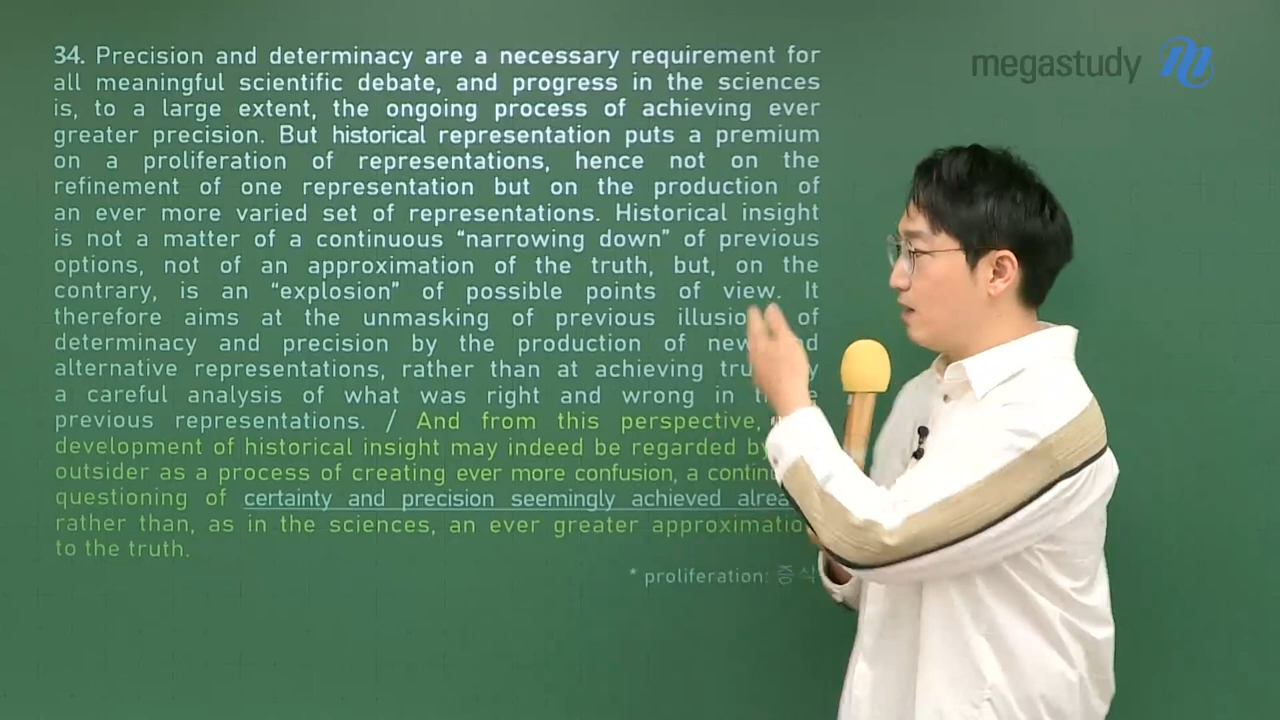 34. Precision and determinacy are a necessary requirement for
all meaningful scientific debate, and progress in the sciences
is, to a large extent, the ongoing process of achieving ever
greater precision. But historical representation puts a premium
on a proliferation of representations, hence not on the
refinement of one representation but on the production of
an ever more varied set of representations. Historical insight
is not a matter of a continuous “narrowing down” of previous
options, not of an approximation of the truth, but, on the
contrary, is an “explosion” of possible points of view. It
therefore aims at the unmasking of previous of
determinacy and precision by the production of
alternative representations, rather than at achieving
a careful analysis of what was right and wrong in
previous representations. / And from this perspective,
development of historical insight may indeed be regarded
outsider as a process of creating ever more confusion, a
questioning of certainty and precision seemingly achieved
rather than, as in the sciences, an ever greater
to the truth.
* proliferation: 증식
megastudy